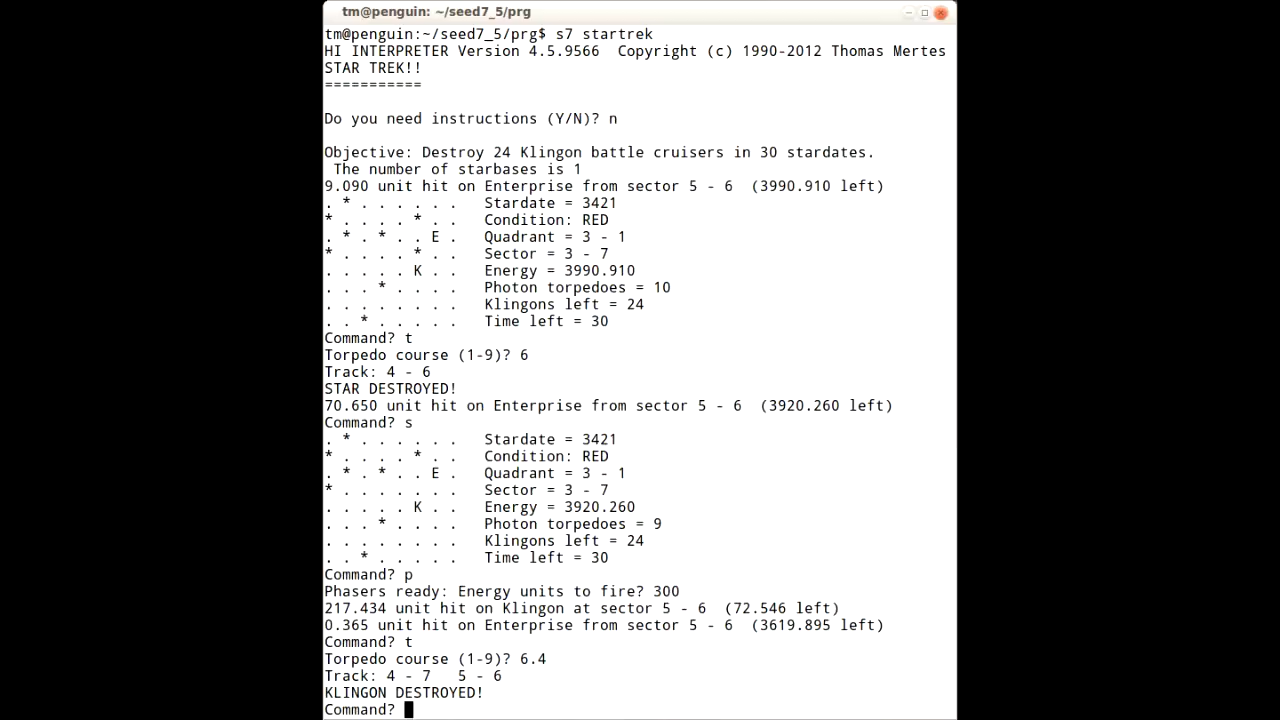 tm@penguin: ~/seed7_5/prg
tm@penguin:~/seed7_5/prg$ s7 startrek
HI INTERPRETER Version 4.5.9566  Copyright (c) 1990-2012 Thomas Mertes
STAR TREK!!
===========
Do you need instructions (Y/N)? n
Objective: Destroy 24 Klingon battle cruisers in 30 stardates.
 The number of starbases is 1
9.090 unit hit on Enterprise from sector 5 - 6  (3990.910 left)
. * . . . . . .   Stardate = 3421
* . . . . * . .   Condition: RED
. * . * . . E .   Quadrant = 3 - 1
* . . . . * . .   Sector = 3 - 7
. . . . . K . .   Energy = 3990.910
. . . * . . . .   Photon torpedoes = 10
. . . . . . . .   Klingons left = 24
. . * . . . . .   Time left = 30
Command? t
Torpedo course (1-9)? 6
Track: 4 - 6
STAR DESTROYED!
70.650 unit hit on Enterprise from sector 5 - 6  (3920.260 left)
Command? s
. * . . . . . .   Stardate = 3421
* . . . . * . .   Condition: RED
. * . * . . E .   Quadrant = 3 - 1
* . . . . . . .   Sector = 3 - 7
. . . . . K . .   Energy = 3920.260
. . . * . . . .   Photon torpedoes = 9
. . . . . . . .   Klingons left = 24
. . * . . . . .   Time left = 30
Command? p
Phasers ready: Energy units to fire? 300
217.434 unit hit on Klingon at sector 5 - 6  (72.546 left)
0.365 unit hit on Enterprise from sector 5 - 6  (3619.895 left)
Command? t
Torpedo course (1-9)? 6.4
Track: 4 - 7   5 - 6
KLINGON DESTROYED!
Command?